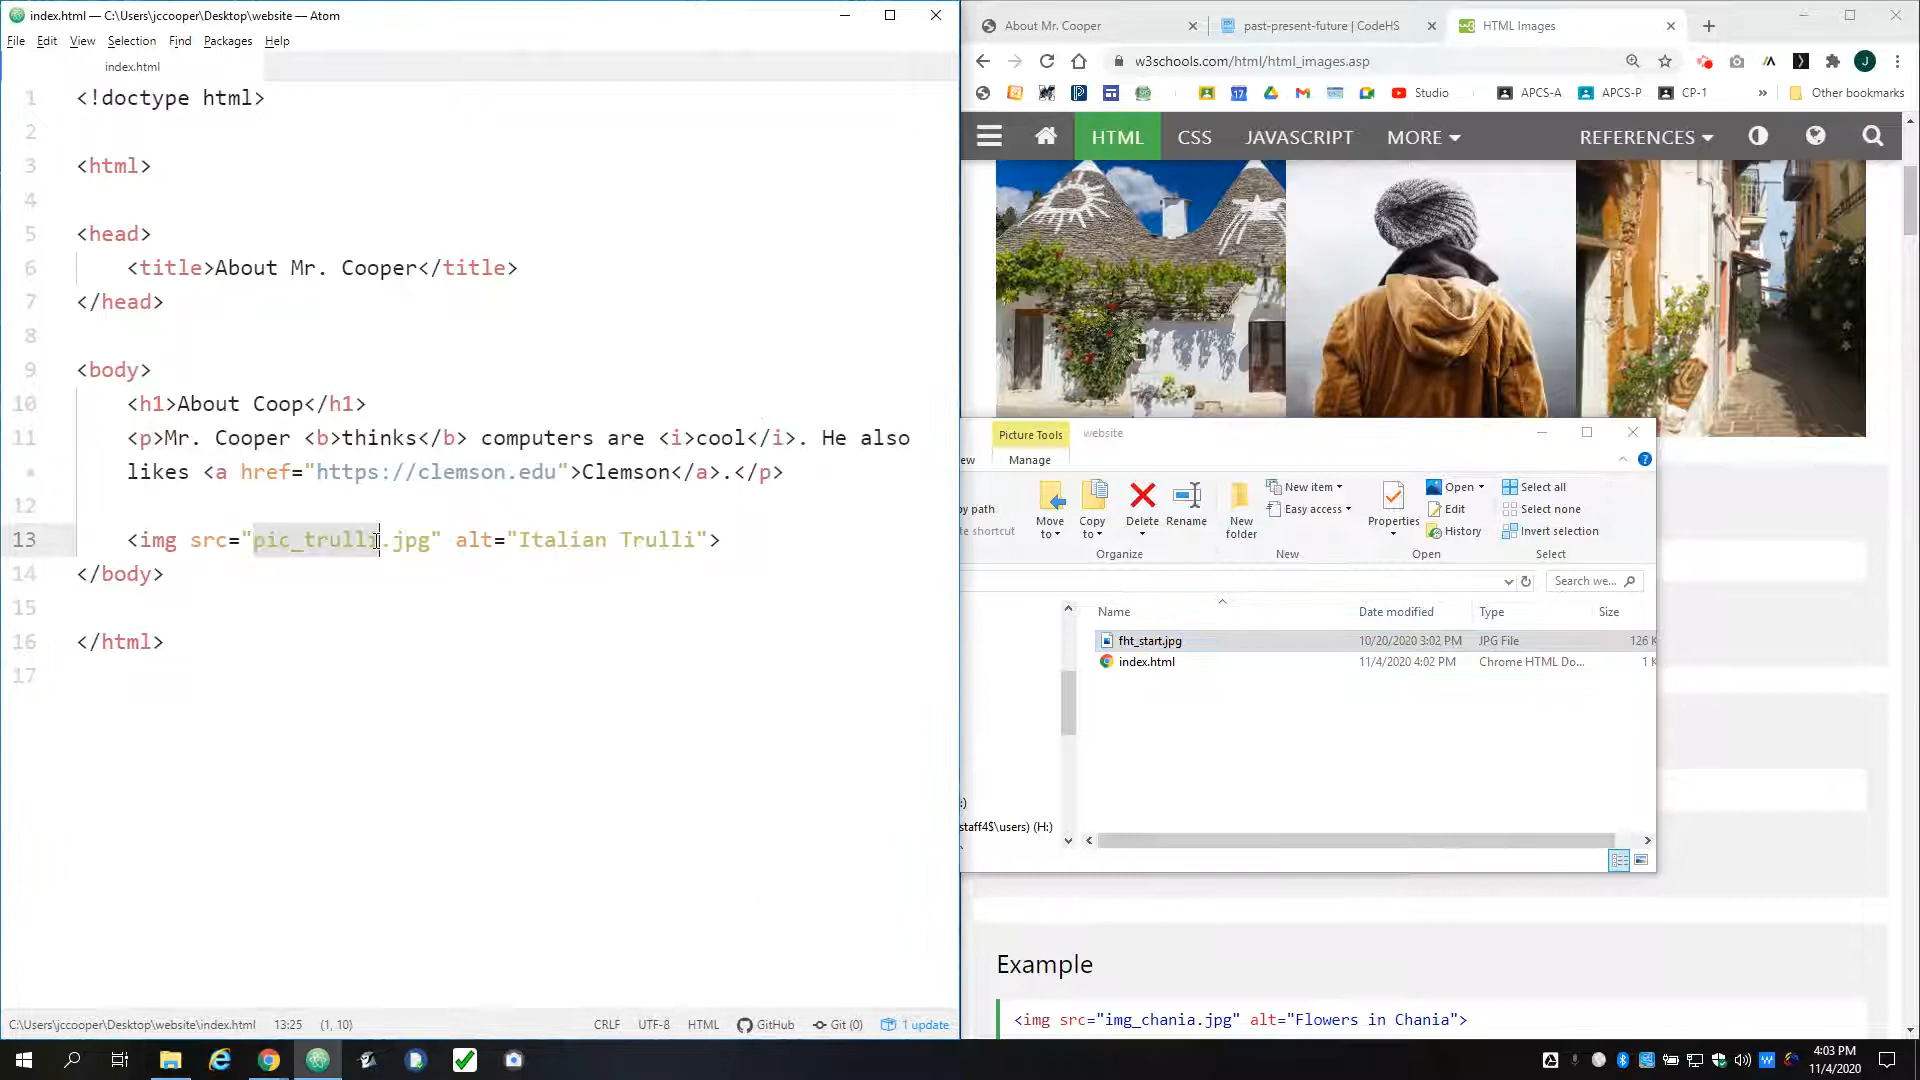 index.html — C:\Users\jccooper\Desktop\website — Atom
File Edit View Selection Find Packages Help
index.html
1 <!doctype html>
2
3 <html>
4
5 <head>
6 <title>About Mr. Cooper</title>
7 </head>
8
9 <body>
10 <h1>About Coop</h1>
11 <p>Mr. Cooper <b>thinks</b> computers are <i>cool</i>. He also
likes <a href="https://clemson.edu">Clemson</a>.</p>
12
13 <img src="pic_trulli.jpg" alt="Italian Trulli">
14 </body>
15
16 </html>
17
C:\Users\jccooper\Desktop\website\index.html 13:25 (1, 10) CRLF UTF-8 HTML GitHub Git (0) 1 update
About Mr. Cooper past-present-future | CodeHS HTML Images
w3schools.com/html/html_images.asp J
17 Studio APCS-A APCS-P CP-1 » Other bookmarks
HTML CSS JAVASCRIPT MORE REFERENCES
Picture Tools website
ew Manage
py path
shortcut
Move to Copy to Delete Rename New folder New item Easy access Properties Open Edit History Select all Select none Invert selection
Organize New Open Select
Search we...
Name Date modified Type Size
fht_start.jpg 10/20/2020 3:02 PM JPG File 126 K
index.html 11/4/2020 4:02 PM Chrome HTML Do... 1 K
:)
staff4$\users) (H:)
Example
<img src="img_chania.jpg" alt="Flowers in Chania">
4:03 PM
11/4/2020